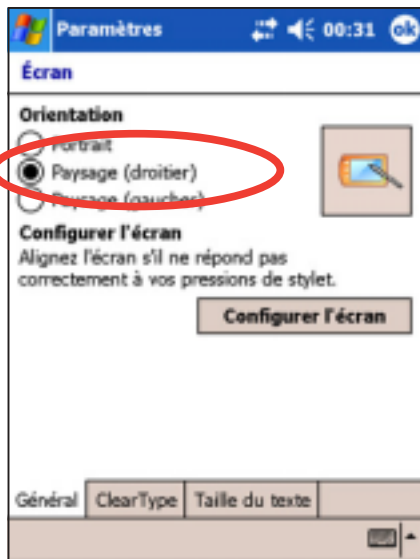 Paramètres 00:31 ok
Écran
Orientation
Portrait
Paysage (droitier)
Paysage (gaucher)
Configurer l'écran
Alignez l'écran s'il ne répond pas
correctement à vos pressions de stylet.
Configurer l'écran
Général ClearType Taille du texte